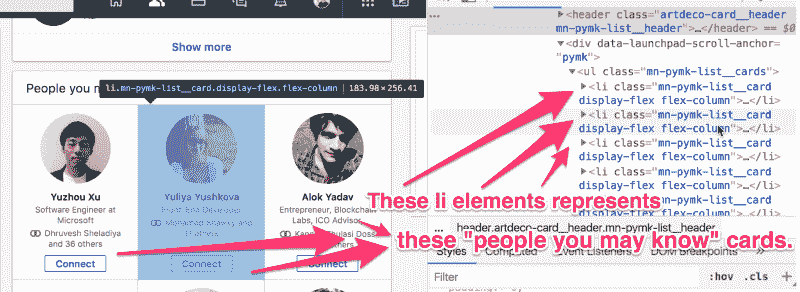 Show more
People you m
li.mn-pymk-list__card.display-flex.flex-column | 183.98 × 256.41
Yuzhou Xu
Software Engineer at
Microsoft
Dhruvesh Sheladiya
and 36 others
Connect
Yuliya Yushkova
Front-End Developer
Connect
Alok Yadav
Entrepreneur, Blockchain
Labs, ICO Advisor,
others
Connect
These li elements represents
these "people you may know" cards.
<header class="artdeco-card__header
mn-pymk-list__header">…</header> == $0
▼<div data-launchpad-scroll-anchor=
"pymk">
▼<ul class="mn-pymk-list__cards">
▶<li class="mn-pymk-list__card
display-flex flex-column">…</li>
▶<li class="mn-pymk-list__card
display-flex flex-column">…</li>
▶<li class="mn-pymk-list__card
display-flex flex-column">…</li>
▶<li class="mn-pymk-list__card
display-flex flex-column">…</li>
... header.artdeco-card__header.mn-pymk-list__header
Styles Computed Event Listeners DOM Breakpoints »
Filter :hov .cls +